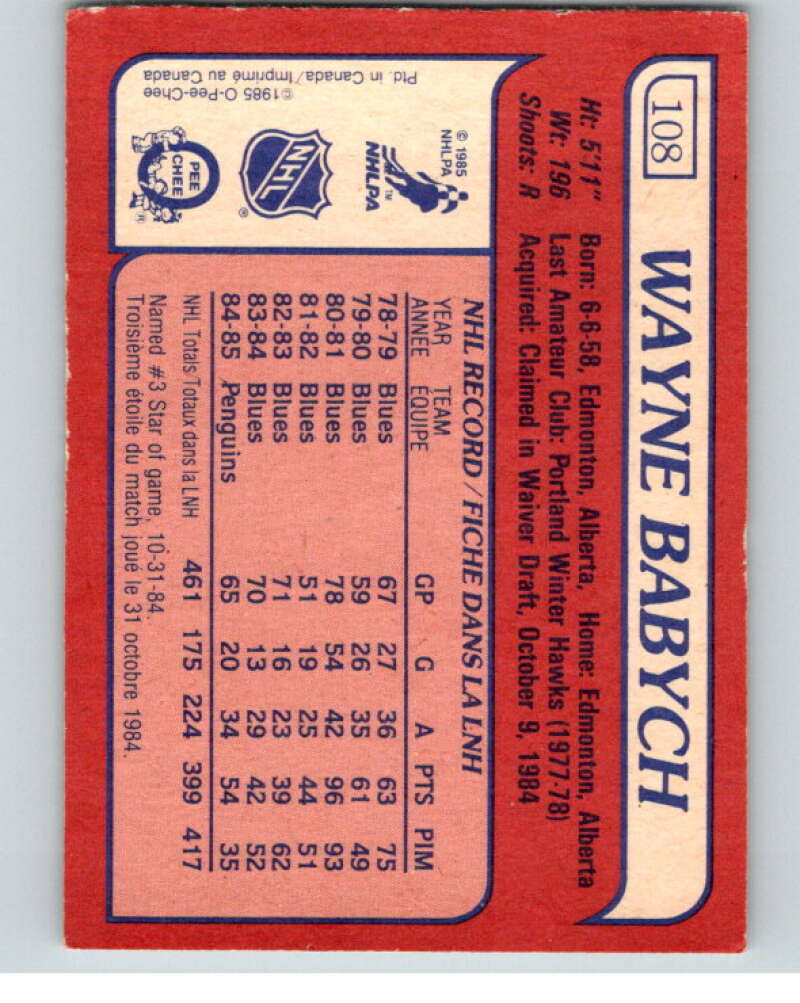 108
WAYNE BABYCH
Ht: 5'11" Born: 6-6-58, Edmonton, Alberta, Home: Edmonton, Alberta
Wt: 196 Last Amateur Club: Portland Winter Hawks (1977-78)
Shoots: R Acquired: Claimed in Waiver Draft, October 9, 1984
© 1985
NHLPA
NHLPA
TM
NHL
®
PEE
CHEE
®
©1985 O-Pee-Chee
Ptd. in Canada/Imprimé au Canada
NHL RECORD / FICHE DANS LA LNH
YEAR TEAM
ANNÉE ÉQUIPE GP G A PTS PIM
78-79 Blues 67 27 36 63 75
79-80 Blues 59 26 35 61 49
80-81 Blues 78 54 42 96 93
81-82 Blues 51 19 25 44 51
82-83 Blues 71 16 23 39 62
83-84 Blues 70 13 29 42 52
84-85 Penguins 65 20 34 54 35
NHL Totals/Totaux dans la LNH 461 175 224 399 417
Named #3 Star of game, 10-31-84.
Troisième étoile du match joué le 31 octobre 1984.